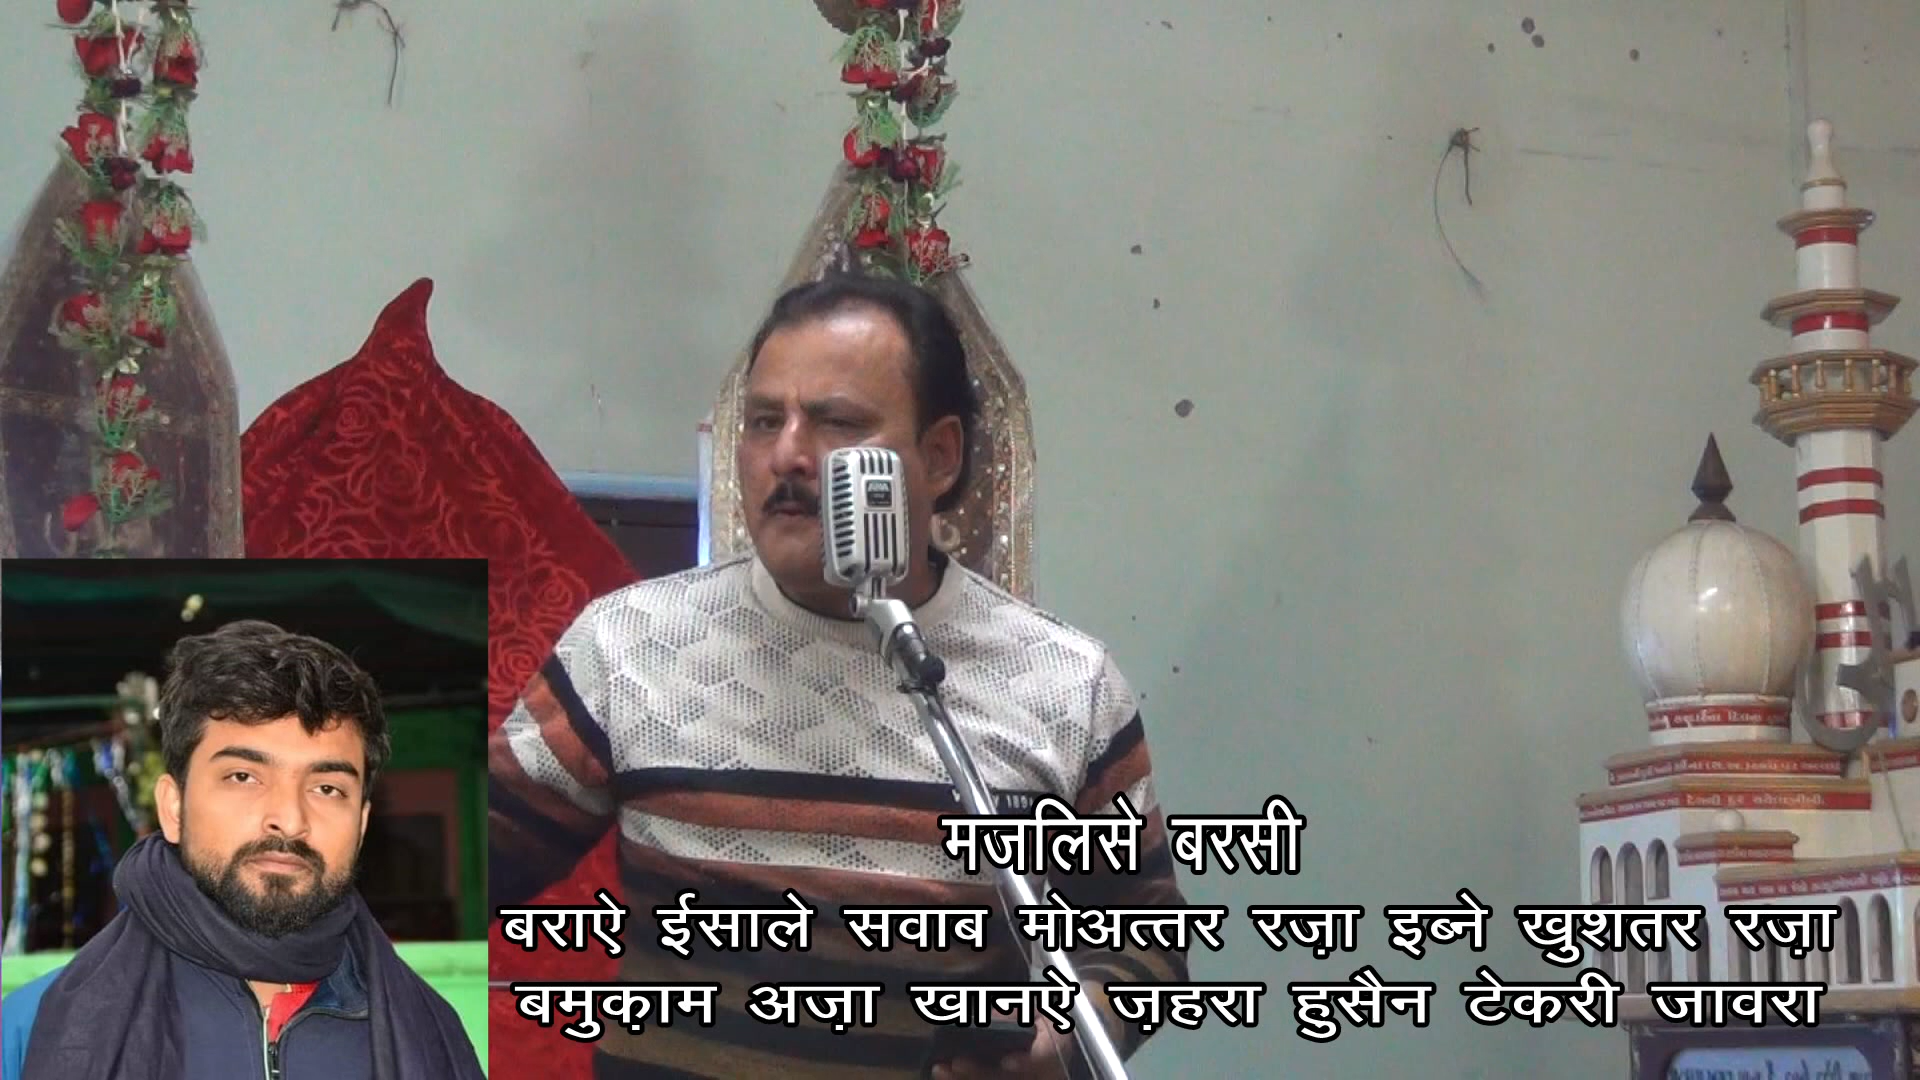 मजलिसे बरसी
बराऐ ईसाले सवाब मोअत्तर रज़ा इब्ने खुशतर रज़ा
बमुक़ाम अज़ा खानऐ ज़हरा हुसैन टेकरी जावरा